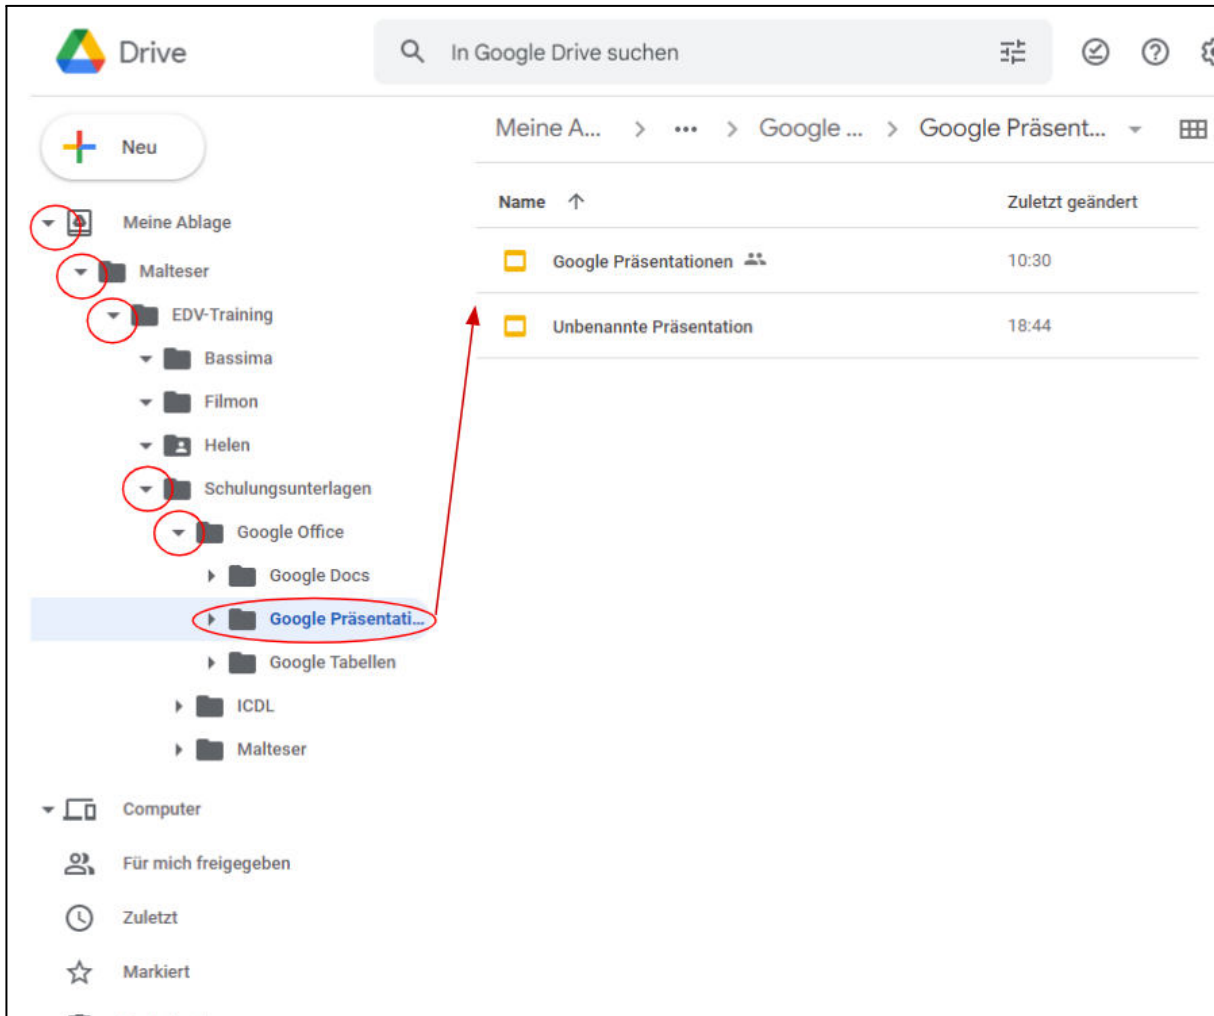 Drive
In Google Drive suchen
Neu
Meine A... > ... > Google ... > Google Präsent...
Name
Zuletzt geändert
Google Präsentationen
10:30
Unbenannte Präsentation
18:44
Meine Ablage
Malteser
EDV-Training
Bassima
Filmon
Helen
Schulungsunterlagen
Google Office
Google Docs
Google Präsentati...
Google Tabellen
ICDL
Malteser
Computer
Für mich freigegeben
Zuletzt
Markiert